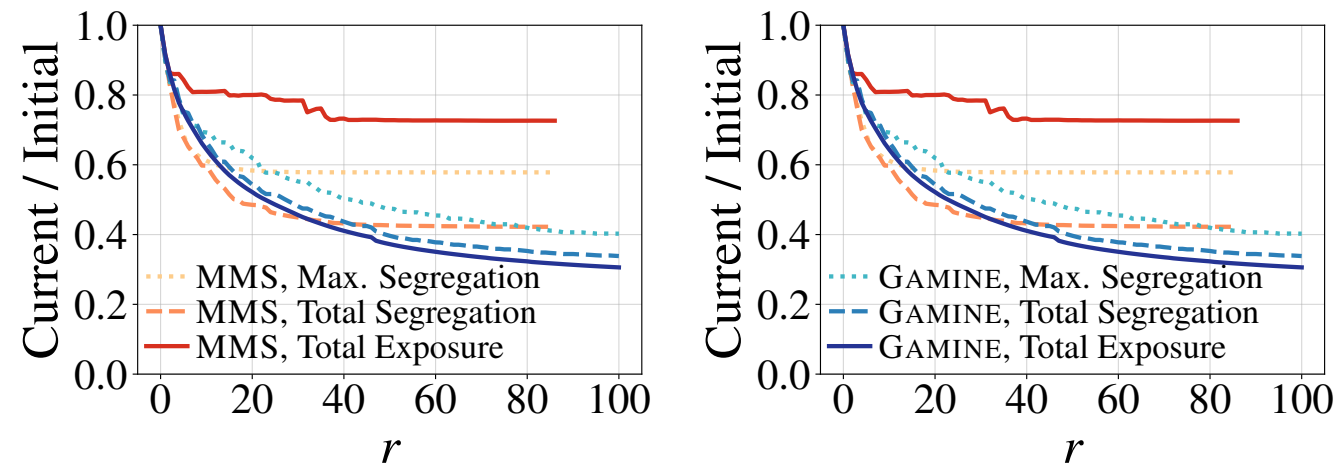 Current / Initial
1.0
0.8
0.6
0.4
0.2
0.0
MMS, Max. Segregation
MMS, Total Segregation
MMS, Total Exposure
0 20 40 60 80 100
r
Current / Initial
1.0
0.8
0.6
0.4
0.2
0.0
GAMINE, Max. Segregation
GAMINE, Total Segregation
GAMINE, Total Exposure
0 20 40 60 80 100
r